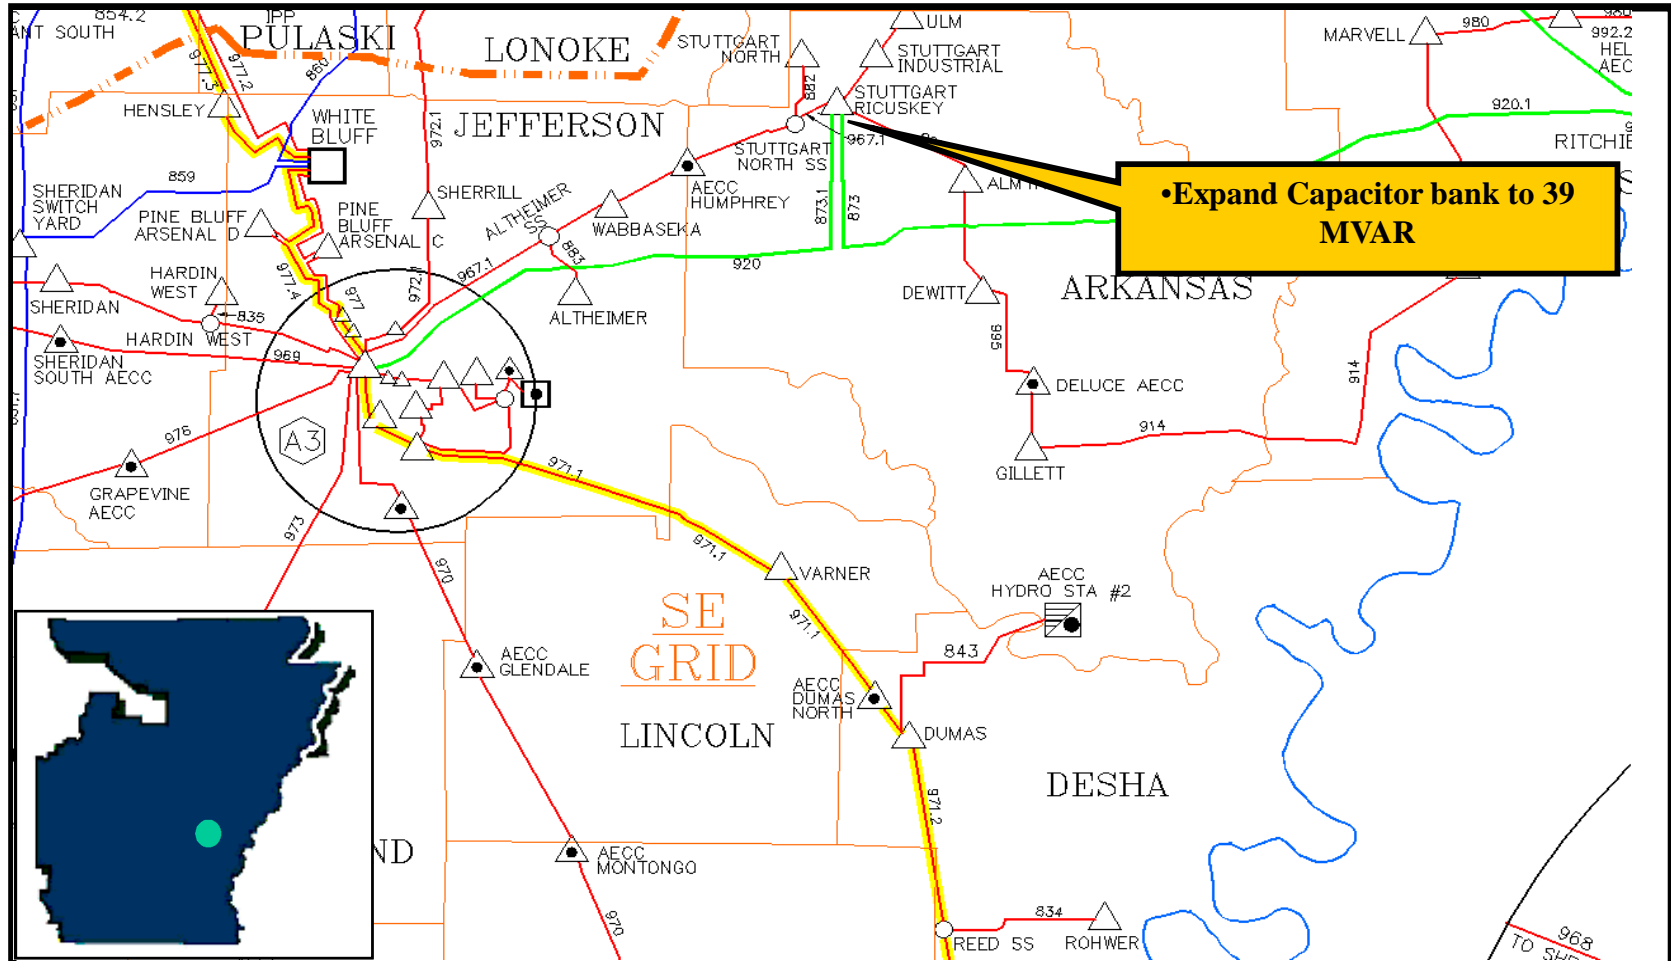 854.2
IPP
ANT SOUTH
PULASKI
LONOKE
STUTTGART
NORTH
ULM
STUTTGART
INDUSTRIAL
MARVELL
980
980
992.2
HEL
AEC
977.3
977.2
860
882
HENSLEY
WHITE
BLUFF
972.1
JEFFERSON
STUTTGART
RICUSKEY
967.1
920.1
RITCHIE
STUTTGART
NORTH SS
859
SHERIDAN
SWITCH
YARD
SHERRILL
AECC
HUMPHREY
873.1
873
ALM
•Expand Capacitor bank to 39
MVAR
PINE BLUFF
ARSENAL D
PINE
BLUFF
ARSENAL C
ALTHEIMER
SS
WABBASEKA
883
920
967.1
977.4
977
HARDIN
WEST
SHERIDAN
835
HARDIN WEST
ALTHEIMER
DEWITT
ARKANSAS
969
SHERIDAN
SOUTH AECC
995
DELUCE AECC
914
914
976
A3
GILLETT
GRAPEVINE
AECC
971.1
973
971.1
970
VARNER
AECC
HYDRO STA #2
SE
GRID
971.1
843
AECC
GLENDALE
AECC
DUMAS
NORTH
LINCOLN
DUMAS
DESHA
971.2
ND
AECC
MONTONGO
970
834
REED SS
ROHWER
968